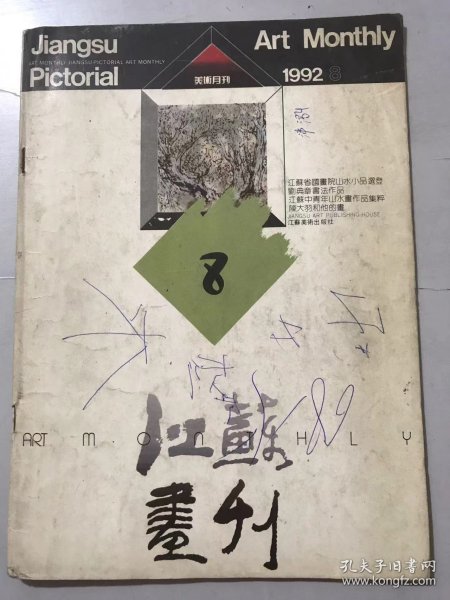 Jiangsu Art Monthly
ART MONTHLY JIANGSU PICTORIAL ART MONTHLY
Pictorial 美術月刊 1992 8
江蘇省國畫院山水小品選登
劉典章書法作品
江蘇中青年山水畫作品集粹
陳大羽和他的畫
JIANGSU ART PUBLISHING HOUSE
江蘇美術出版社
8
ART MONTHLY
江蘇
畫刊
孔夫子旧书网
www.kongfz.com